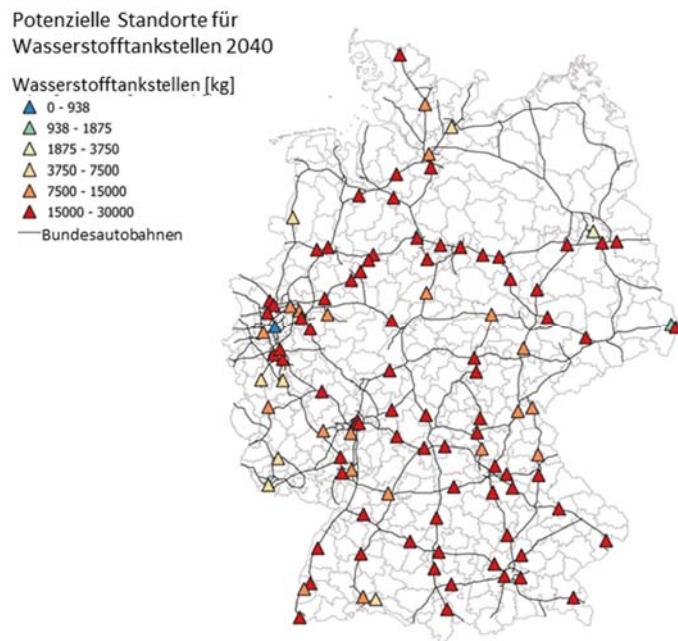 Potenzielle Standorte für
Wasserstofftankstellen 2040
Wasserstofftankstellen [kg]
0 - 938
938 - 1875
1875 - 3750
3750 - 7500
7500 - 15000
15000 - 30000
Bundesautobahnen